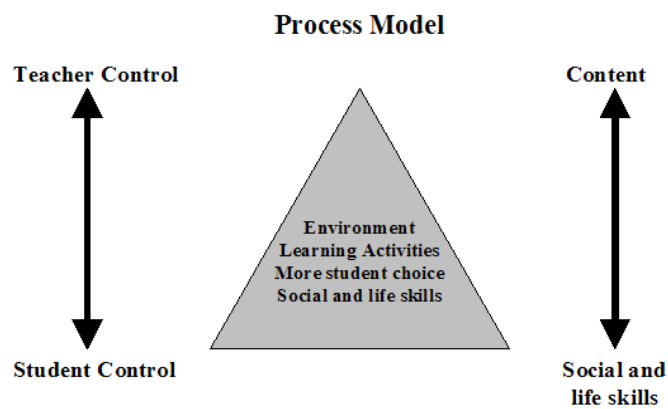 Process Model
Teacher Control
Content
Environment
Learning Activities
More student choice
Social and life skills
Student Control
Social and
life skills